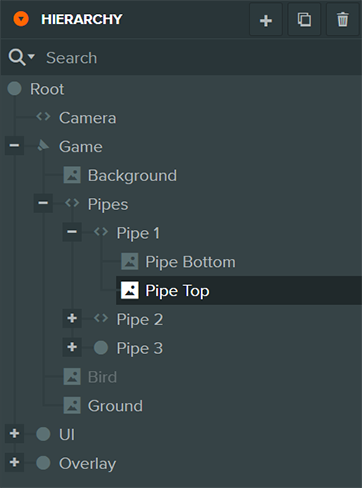 HIERARCHY
Search
Root
Camera
Game
Background
Pipes
Pipe 1
Pipe Bottom
Pipe Top
Pipe 2
Pipe 3
Bird
Ground
UI
Overlay